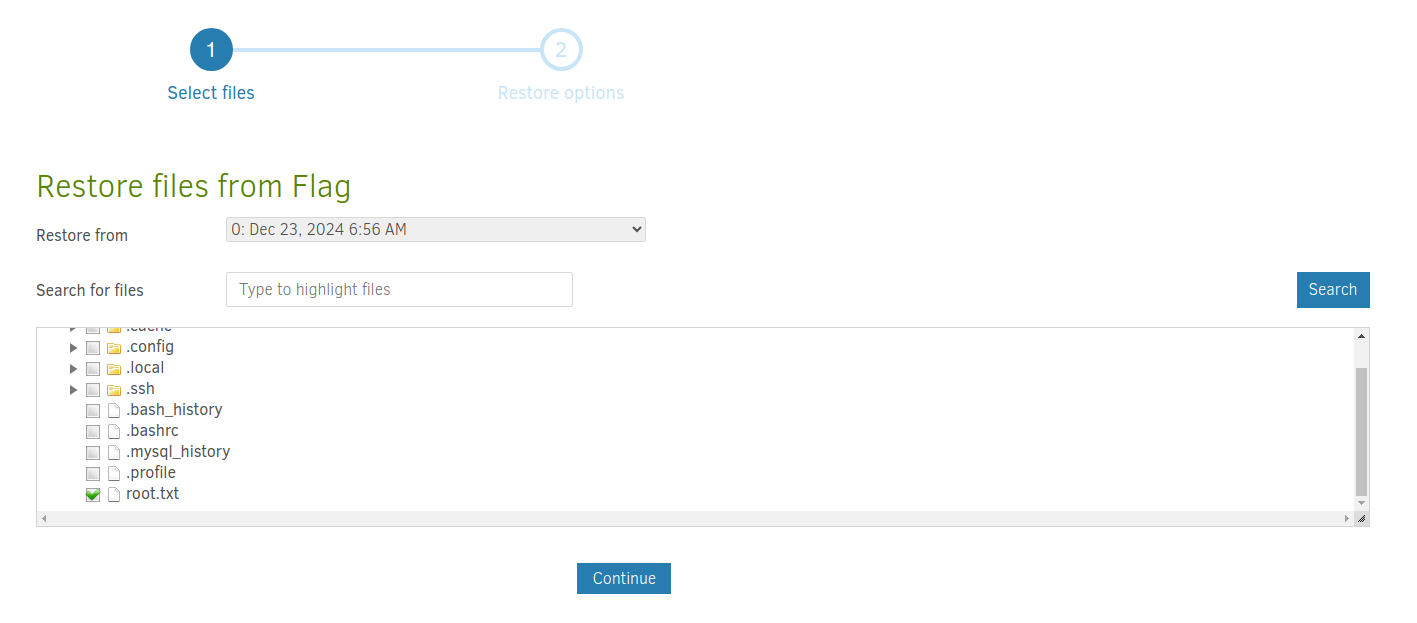 1
2
Select files
Restore options
Restore files from Flag
Restore from
0: Dec 23, 2024 6:56 AM
Search for files
Type to highlight files
Search
.cache
.config
.local
.ssh
.bash_history
.bashrc
.mysql_history
.profile
root.txt
Continue